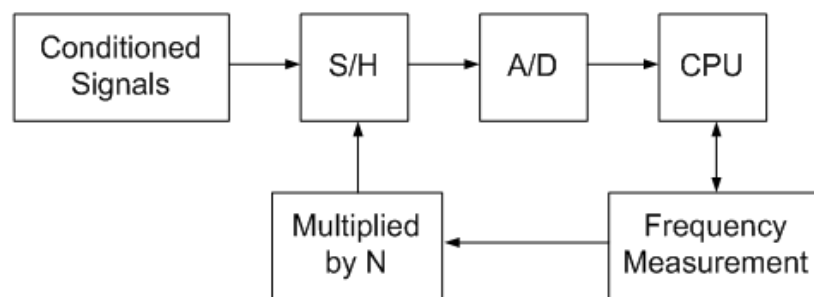 Conditioned
Signals
S/H
A/D
CPU
Multiplied
by N
Frequency
Measurement